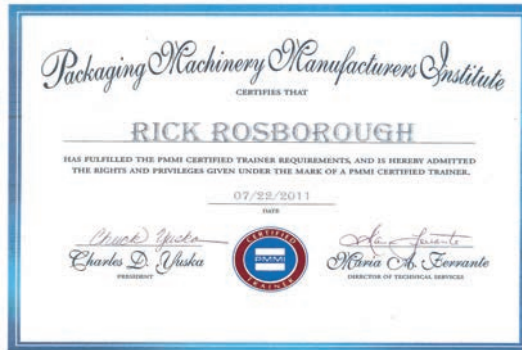 Packaging Machinery Manufacturers Institute
CERTIFIES THAT
RICK ROSBOROUGH
HAS FULFILLED THE PMMI CERTIFIED TRAINER REQUIREMENTS, AND IS HEREBY ADMITTED
THE RIGHTS AND PRIVILEGES GIVEN UNDER THE MARK OF A PMMI CERTIFIED TRAINER.
07/22/2011
DATE
Chuck Yuska
Charles D. Yuska
PRESIDENT
CERTIFIED
PMMI
TRAINER
Maria A. Ferrante
DIRECTOR OF TECHNICAL SERVICES